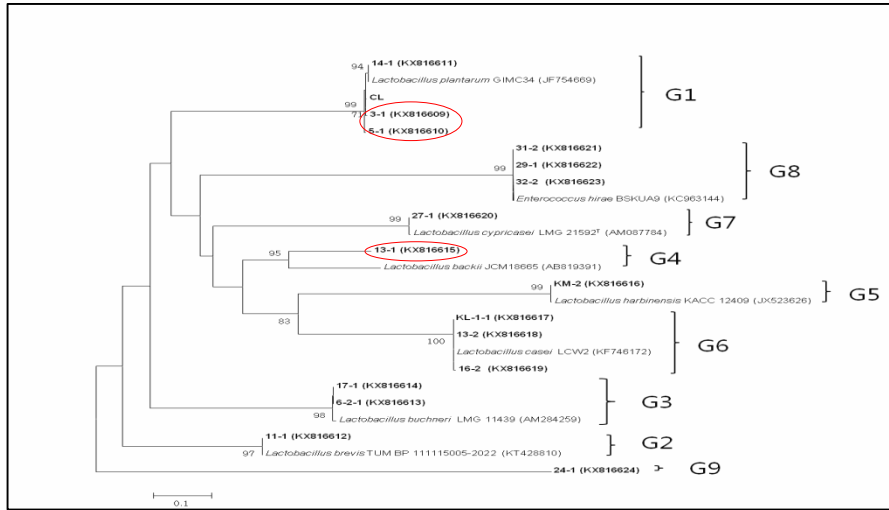 94
14-1 (KX816611)
Lactobacillus plantarum GIMC34 (JF754669)
CL
99
71
3-1 (KX816609)
5-1 (KX816610)
G1
31-2 (KX816621)
99
29-1 (KX816622)
32-2 (KX816623)
Enterococcus hirae BSKUA9 (KC963144)
G8
99
27-1 (KX816620)
Lactobacillus cypricasei LMG 21592ᵀ (AM087784)
G7
95
13-1 (KX816615)
Lactobacillus backii JCM18665 (AB819391)
G4
99
KM-2 (KX816616)
Lactobacillus harbinensis KACC 12409 (JX523626)
G5
83
KL-1-1 (KX816617)
100
13-2 (KX816618)
Lactobacillus casei LCW2 (KF746172)
16-2 (KX816619)
G6
17-1 (KX816614)
6-2-1 (KX816613)
98
Lactobacillus buchneri LMG 11439 (AM284259)
G3
11-1 (KX816612)
97
Lactobacillus brevis TUM BP 111115005-2022 (KT428810)
G2
24-1 (KX816624)
G9
0.1